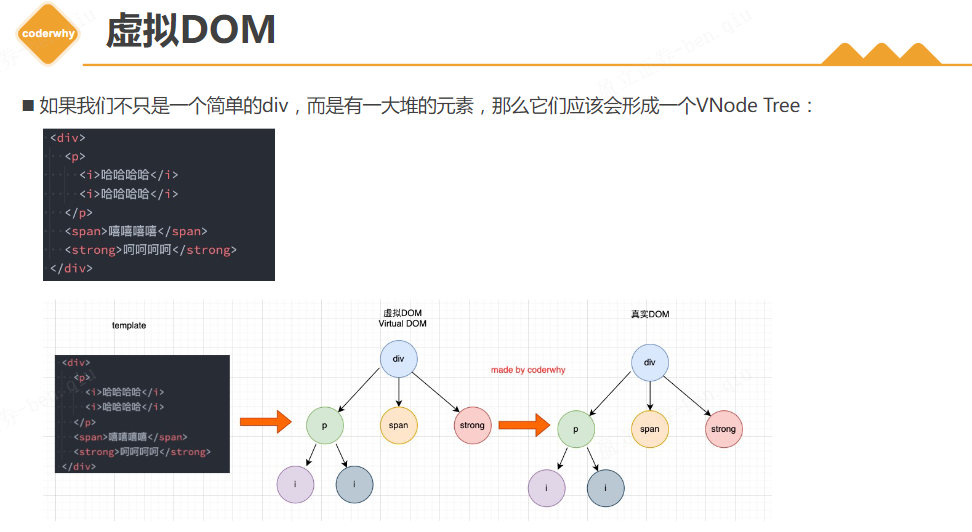 coderwhy
虚拟DOM
■ 如果我们不只是一个简单的div，而是有一大堆的元素，那么它们应该会形成一个VNode Tree：
<div>
<p>
<i>哈哈哈哈</i>
<i>哈哈哈哈</i>
</p>
<span>嘻嘻嘻嘻</span>
<strong>呵呵呵呵</strong>
</div>
template
虚拟DOM
Virtual DOM
真实DOM
<div>
<p>
<i>哈哈哈哈</i>
<i>哈哈哈哈</i>
</p>
<span>嘻嘻嘻嘻</span>
<strong>呵呵呵呵</strong>
</div>
div
p
span
strong
i
i
made by coderwhy
div
p
span
strong
i
i